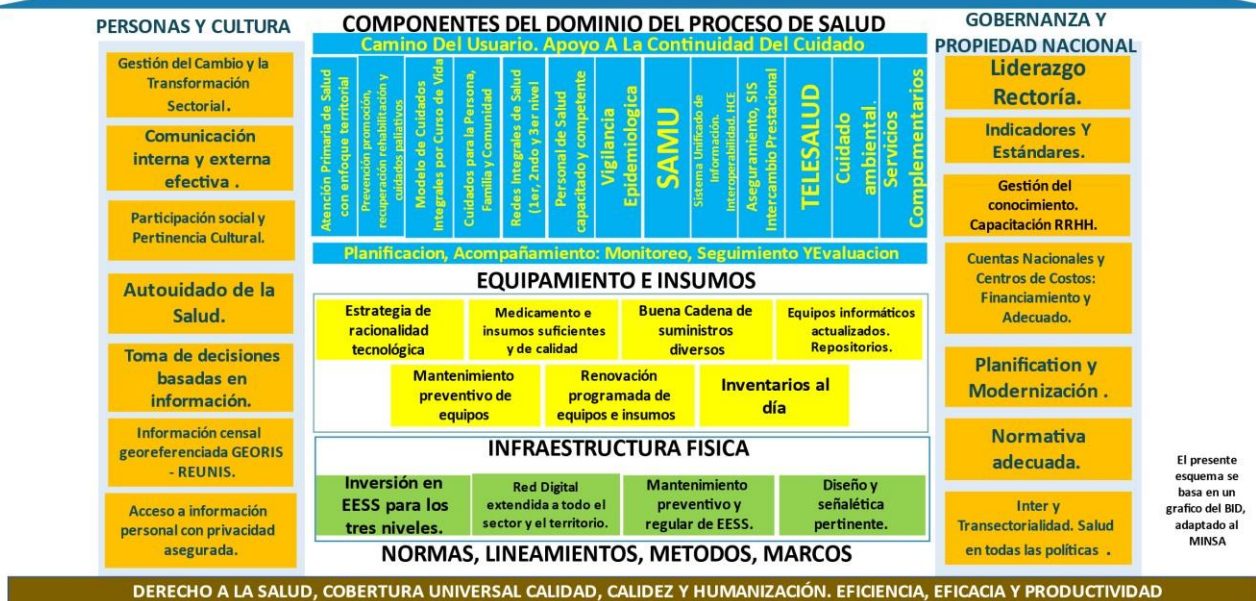 PERSONAS Y CULTURA
Gestión del Cambio y la
Transformación
Sectorial.
Comunicación
interna y externa
efectiva .
Participación social y
Pertinencia Cultural.
Autouidado de la
Salud.
Toma de decisiones
basadas en
información.
Información censal
georeferenciada GEORIS
- REUNIS.
Acceso a información
personal con privacidad
asegurada.
COMPONENTES DEL DOMINIO DEL PROCESO DE SALUD
Camino Del Usuario. Apoyo A La Continuidad Del Cuidado
Atención Primaria de Salud
con enfoque territorial
Prevención promoción,
recuperación rehabilitación y
cuidados paliativos
Modelo de Cuidados
Integrales por Curso de Vida
Cuidados para la Persona,
Familia y Comunidad
Redes Integrales de Salud
(1er, 2ndo y 3er nivel)
Personal de Salud
capacitado y competente
Vigilancia
Epidemiologica
SAMU
Sistema Unificado de
Información.
Interoperabilidad. HCE
Aseguramiento, SIS
Intercambio Prestacional
TELESALUD
Cuidado
ambiental.
Servicios
Complementarios
Planificacion, Acompañamiento: Monitoreo, Seguimiento YEvaluacion
EQUIPAMIENTO E INSUMOS
Estrategia de
racionalidad
tecnológica
Medicamento e
insumos suficientes
y de calidad
Buena Cadena de
suministros
diversos
Equipos informáticos
actualizados.
Repositorios.
Mantenimiento
preventivo de
equipos
Renovación
programada de
equipos e insumos
Inventarios al
día
INFRAESTRUCTURA FISICA
Inversión en
EESS para los
tres niveles.
Red Digital
extendida a todo el
sector y el territorio.
Mantenimiento
preventivo y
regular de EESS.
Diseño y
señalética
pertinente.
NORMAS, LINEAMIENTOS, METODOS, MARCOS
GOBERNANZA Y
PROPIEDAD NACIONAL
Liderazgo
Rectoría.
Indicadores Y
Estándares.
Gestión del
conocimiento.
Capacitación RRHH.
Cuentas Nacionales y
Centros de Costos:
Financiamiento y
Adecuado.
Planification y
Modernización .
Normativa
adecuada.
Inter y
Transectorialidad. Salud
en todas las políticas .
El presente
esquema se
basa en un
grafico del BID,
adaptado al
MINSA
DERECHO A LA SALUD, COBERTURA UNIVERSAL CALIDAD, CALIDEZ Y HUMANIZACIÓN. EFICIENCIA, EFICACIA Y PRODUCTIVIDAD